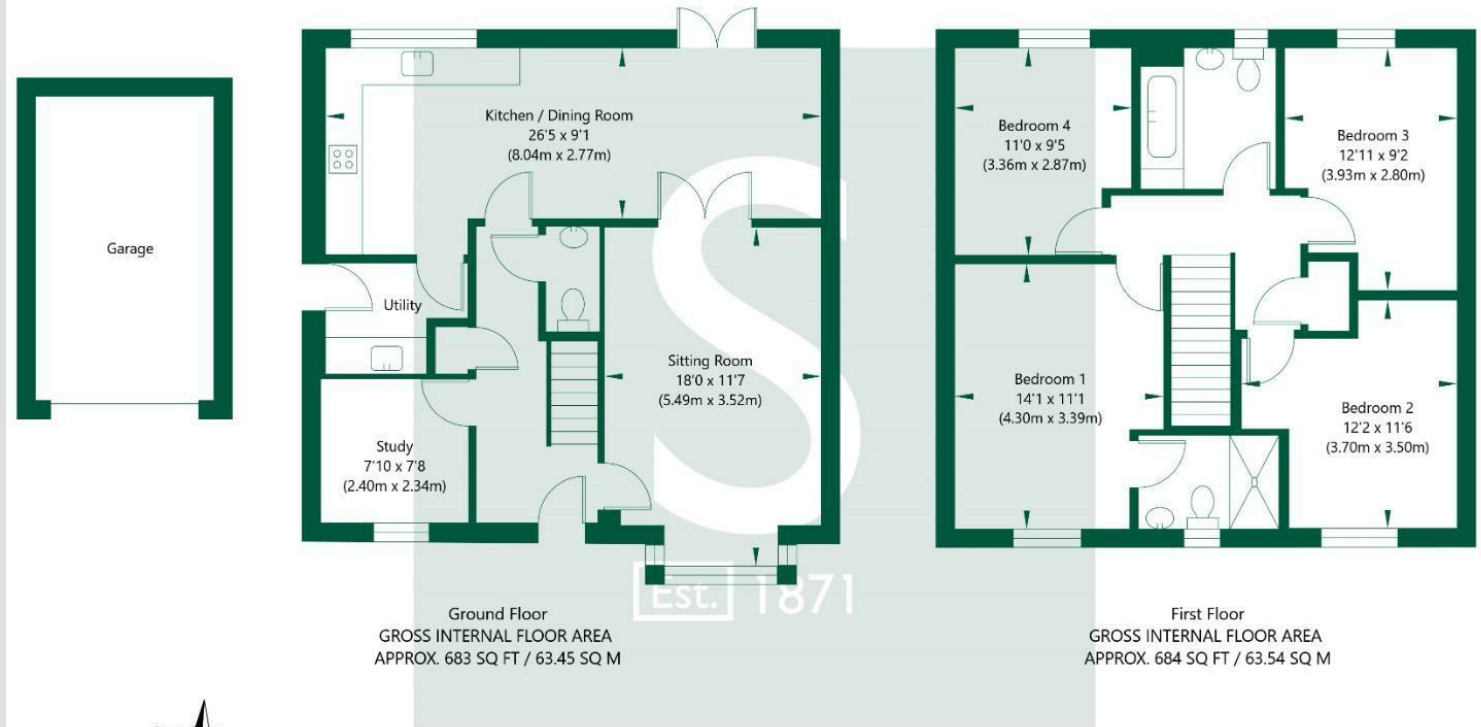 Garage
Kitchen / Dining Room
26'5 x 9'1
(8.04m x 2.77m)
Utility
Study
7'10 x 7'8
(2.40m x 2.34m)
Sitting Room
18'0 x 11'7
(5.49m x 3.52m)
S
Est. 1871
Ground Floor
GROSS INTERNAL FLOOR AREA
APPROX. 683 SQ FT / 63.45 SQ M
Bedroom 4
11'0 x 9'5
(3.36m x 2.87m)
Bedroom 3
12'11 x 9'2
(3.93m x 2.80m)
Bedroom 1
14'1 x 11'1
(4.30m x 3.39m)
Bedroom 2
12'2 x 11'6
(3.70m x 3.50m)
First Floor
GROSS INTERNAL FLOOR AREA
APPROX. 684 SQ FT / 63.54 SQ M